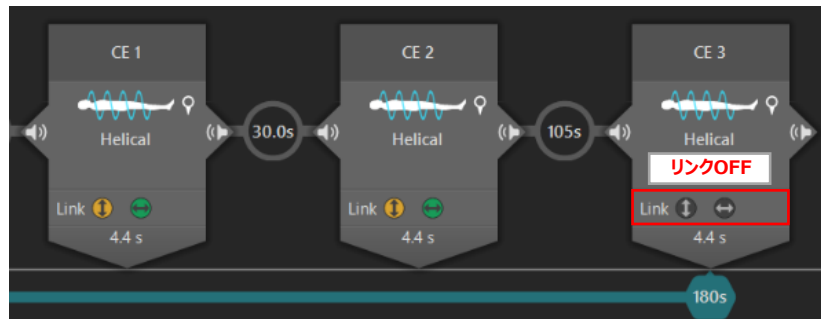 CE 1
Helical
Link
4.4 s
30.0s
CE 2
Helical
Link
4.4 s
105s
CE 3
Helical
リンクOFF
Link
4.4 s
180s